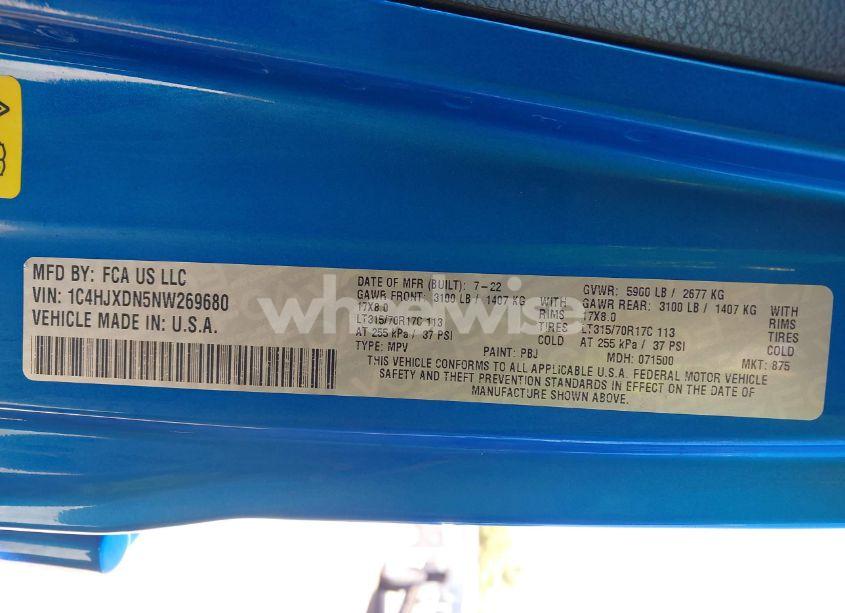 MFD BY: FCA US LLC
VIN: 1C4HJXDN5NW269680
VEHICLE MADE IN: U.S.A.
DATE OF MFR (BUILT): 7-22
GAWR FRONT: 3100 LB / 1407 KG WITH
17X8.0 RIMS
LT315/70R17C 113 TIRES
AT 255 kPa / 37 PSI COLD
TYPE: MPV PAINT: PBJ
GVWR: 5900 LB / 2677 KG
GAWR REAR: 3100 LB / 1407 KG WITH
17X8.0 RIMS
LT315/70R17C 113 TIRES
AT 255 kPa / 37 PSI COLD
MDH: 071500 MKT: 875
THIS VEHICLE CONFORMS TO ALL APPLICABLE U.S.A. FEDERAL MOTOR VEHICLE
SAFETY AND THEFT PREVENTION STANDARDS IN EFFECT ON THE DATE OF
MANUFACTURE SHOWN ABOVE.
wheelwise